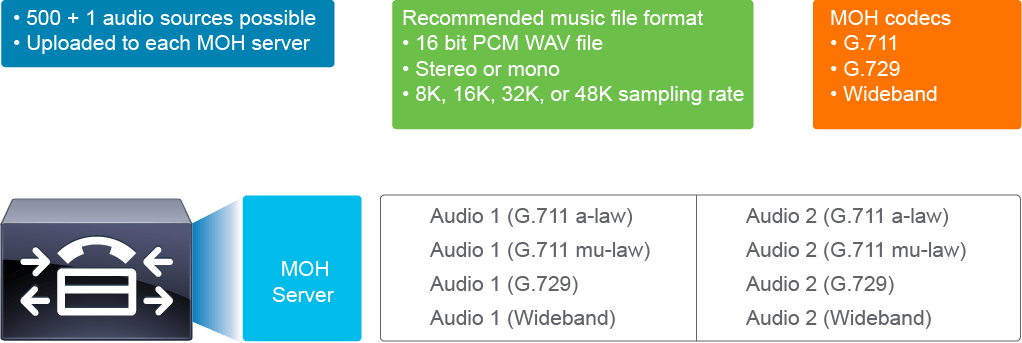 • 500 + 1 audio sources possible
• Uploaded to each MOH server
Recommended music file format
• 16 bit PCM WAV file
• Stereo or mono
• 8K, 16K, 32K, or 48K sampling rate
MOH codecs
• G.711
• G.729
• Wideband
MOH
Server
Audio 1 (G.711 a-law)
Audio 1 (G.711 mu-law)
Audio 1 (G.729)
Audio 1 (Wideband)
Audio 2 (G.711 a-law)
Audio 2 (G.711 mu-law)
Audio 2 (G.729)
Audio 2 (Wideband)